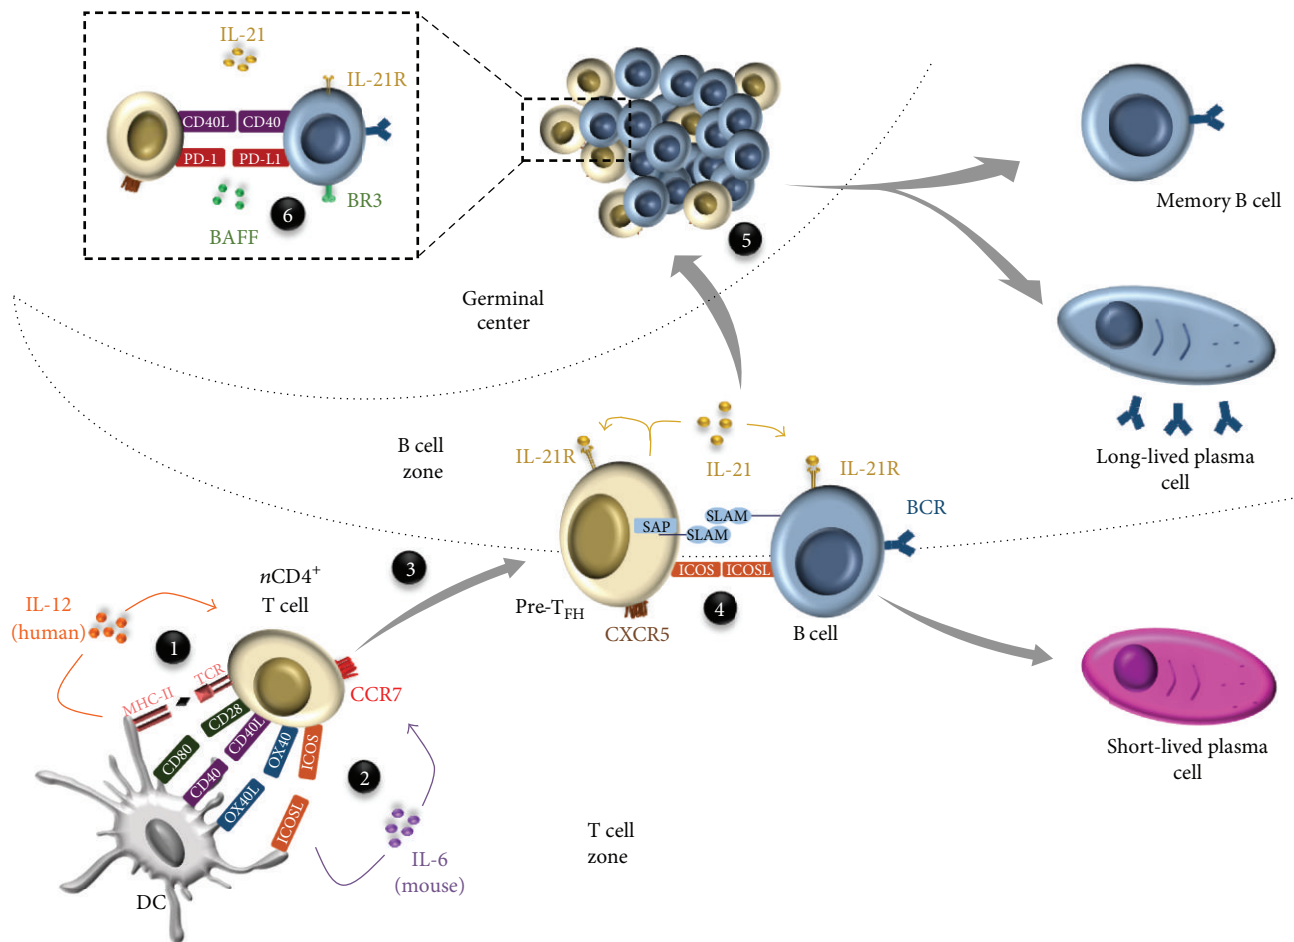 IL-21
IL-21R
CD40L
CD40
PD-1
PD-L1
BR3
BAFF
6
5
Memory B cell
Germinal
center
Long-lived plasma
cell
B cell
zone
IL-21R
IL-21
IL-21R
BCR
SLAM
SAP
SLAM
ICOS
ICOSL
Pre-TFH
CXCR5
4
B cell
3
nCD4+
T cell
IL-12
(human)
1
MHC-II
TCR
CCR7
CD28
CD80
CD40L
CD40
OX40
OX40L
ICOS
ICOSL
2
IL-6
(mouse)
DC
T cell
zone
Short-lived plasma
cell